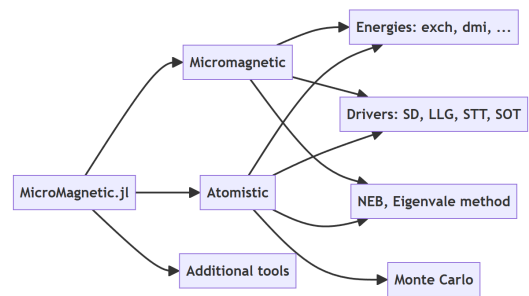 Energies: exch, dmi, ...
Micromagnetic
Drivers: SD, LLG, STT, SOT
MicroMagnetic.jl
Atomistic
NEB, Eigenvale method
Additional tools
Monte Carlo